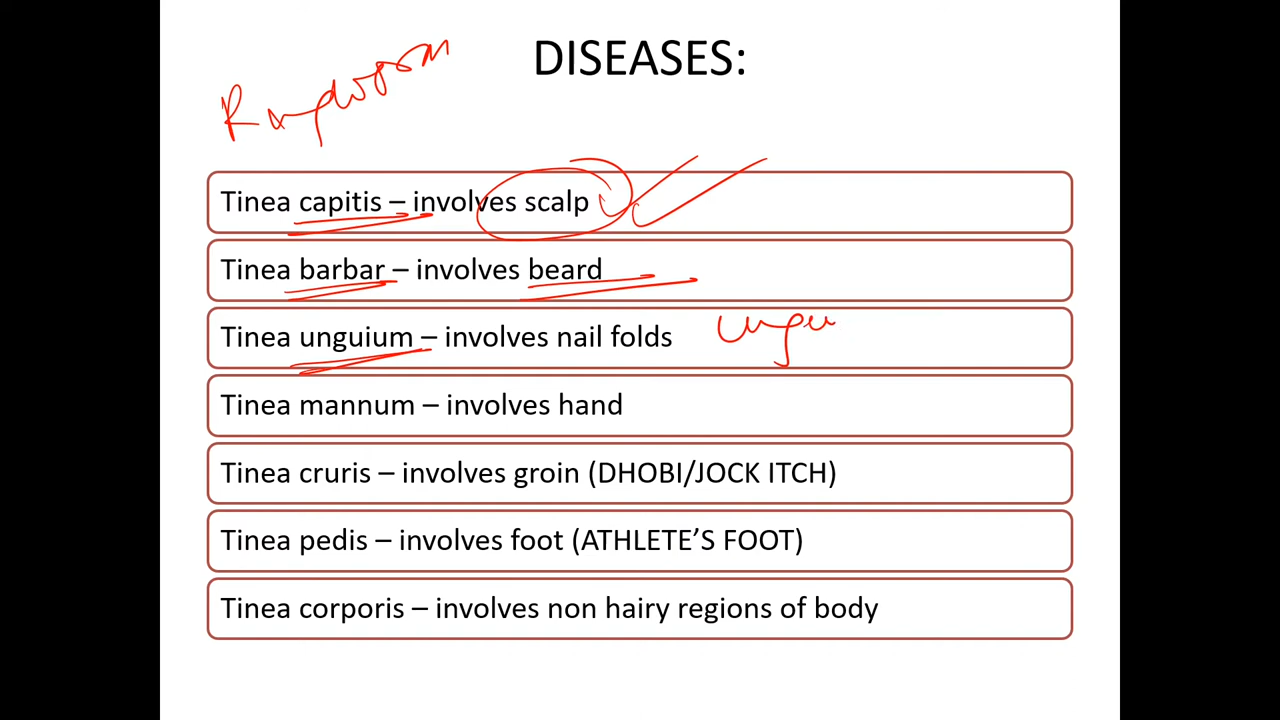 DISEASES:
Ringworm
Tinea capitis – involves scalp
Tinea barbar – involves beard
Tinea unguium – involves nail folds
Tinea mannum – involves hand
Tinea cruris – involves groin (DHOBI/JOCK ITCH)
Tinea pedis – involves foot (ATHLETE’S FOOT)
Tinea corporis – involves non hairy regions of body